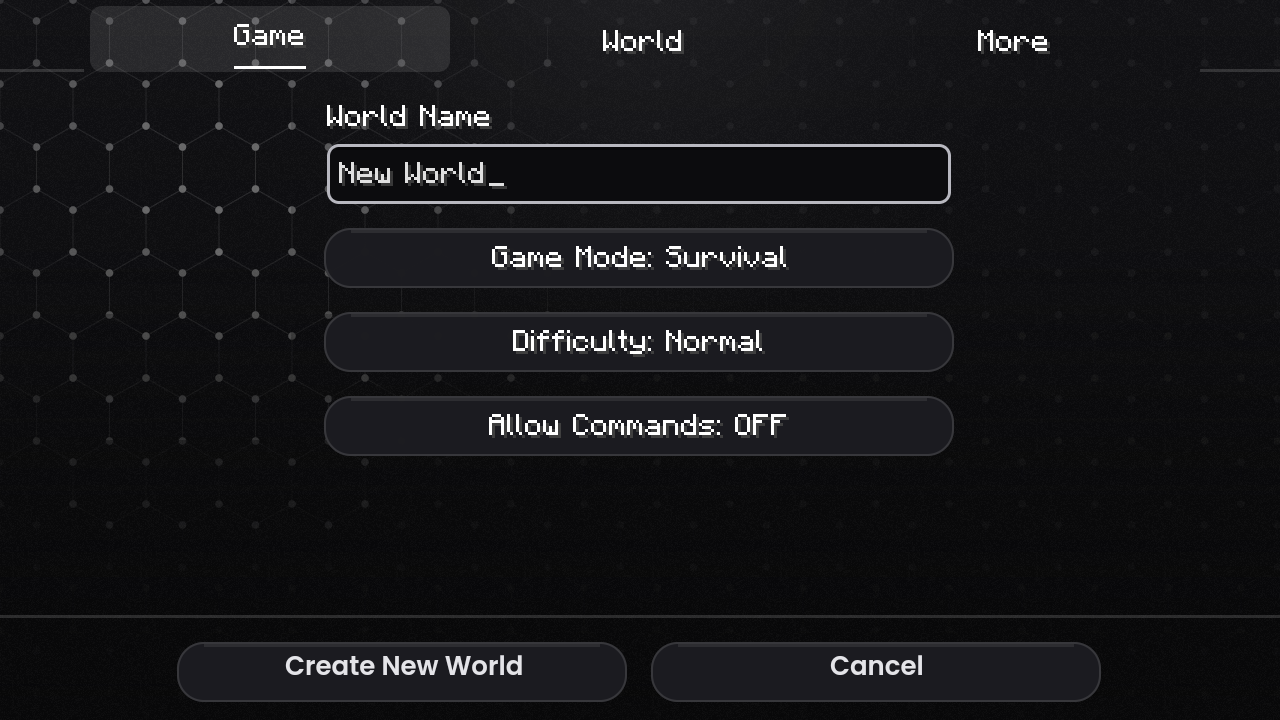 Game World More
World Name
New World_
Game Mode: Survival
Difficulty: Normal
Allow Commands: OFF
Create New World Cancel